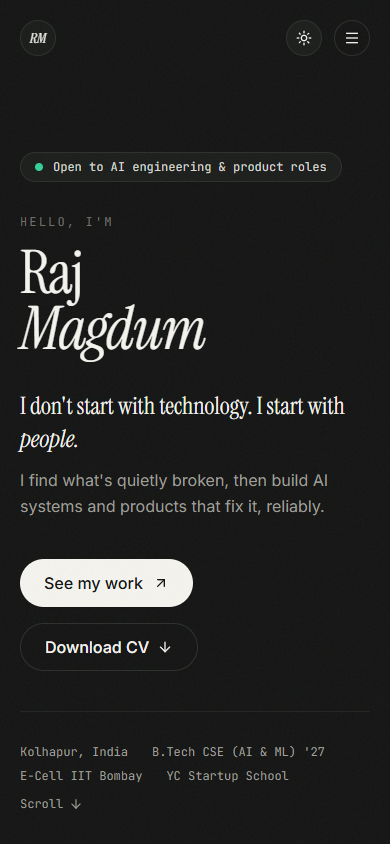 RM
Open to AI engineering & product roles
HELLO, I'M
Raj
Magdum
I don't start with technology. I start with
people.
I find what's quietly broken, then build AI
systems and products that fix it, reliably.
See my work
Download CV
Kolhapur, India B.Tech CSE (AI & ML) '27
E-Cell IIT Bombay YC Startup School
Scroll